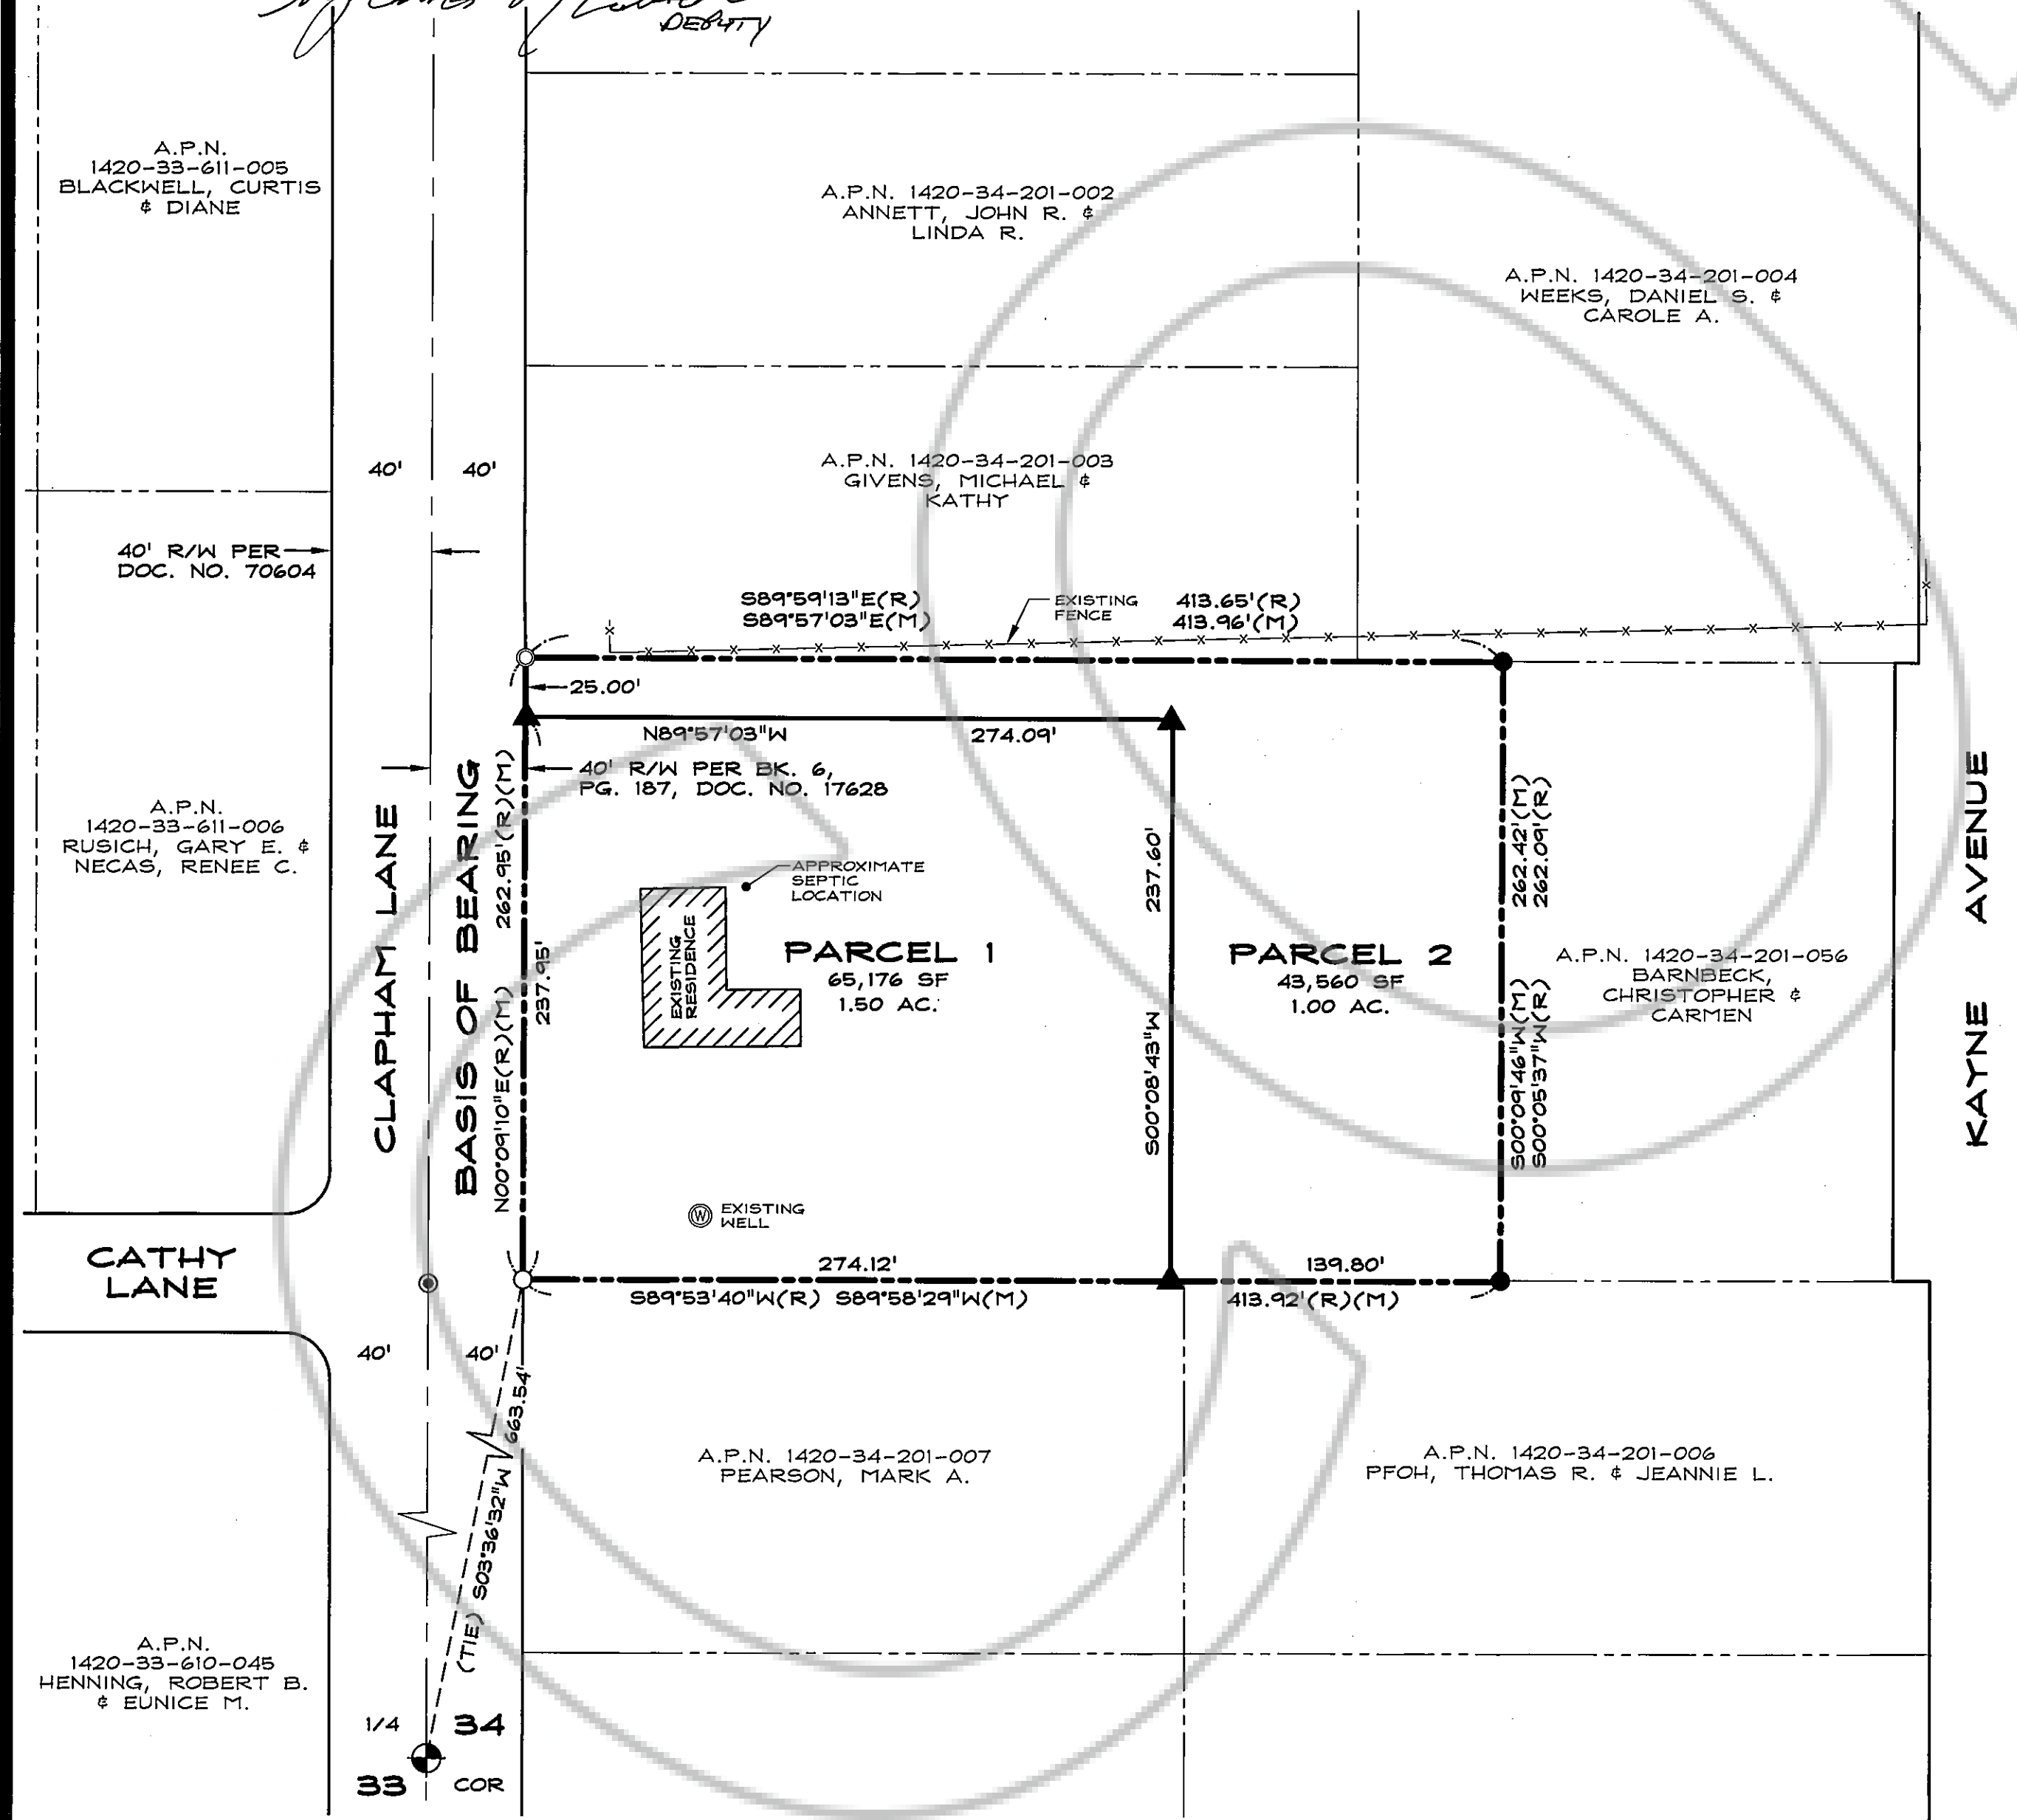 DEPUTY
A.P.N.
1420-33-611-005
BLACKWELL, CURTIS
& DIANE
A.P.N. 1420-34-201-002
ANNETT, JOHN R. &
LINDA R.
A.P.N. 1420-34-201-004
WEEKS, DANIEL S. &
CAROLE A.
40'
40'
A.P.N. 1420-34-201-003
GIVENS, MICHAEL &
KATHY
40' R/W PER
DOC. NO. 70604
S89°59'13"E(R)
S89°57'03"E(M)
EXISTING
FENCE
413.65'(R)
413.96'(M)
25.00'
N89°57'03"W
274.09'
40' R/W PER BK. 6,
PG. 187, DOC. NO. 17628
A.P.N.
1420-33-611-006
RUSICH, GARY E. &
NECAS, RENEE C.
CLAPHAM LANE
BASIS OF BEARING
N00°09'10"E(R)(M)
262.95'(R)(M)
237.95'
APPROXIMATE
SEPTIC
LOCATION
EXISTING
RESIDENCE
PARCEL 1
65,176 SF
1.50 AC.
S00°08'43"W
237.60'
PARCEL 2
43,560 SF
1.00 AC.
S00°09'46"W(M)
262.42'(M)
S00°05'37"W(R)
262.09'(R)
A.P.N. 1420-34-201-056
BARNBECK,
CHRISTOPHER &
CARMEN
KAYNE AVENUE
EXISTING
WELL
CATHY
LANE
274.12'
139.80'
S89°53'40"W(R) S89°58'29"W(M)
413.92'(R)(M)
40'
40'
(TIE) S03°36'32"W 663.54'
A.P.N. 1420-34-201-007
PEARSON, MARK A.
A.P.N. 1420-34-201-006
PFOH, THOMAS R. & JEANNIE L.
A.P.N.
1420-33-610-045
HENNING, ROBERT B.
& EUNICE M.
1/4
34
33
COR
W